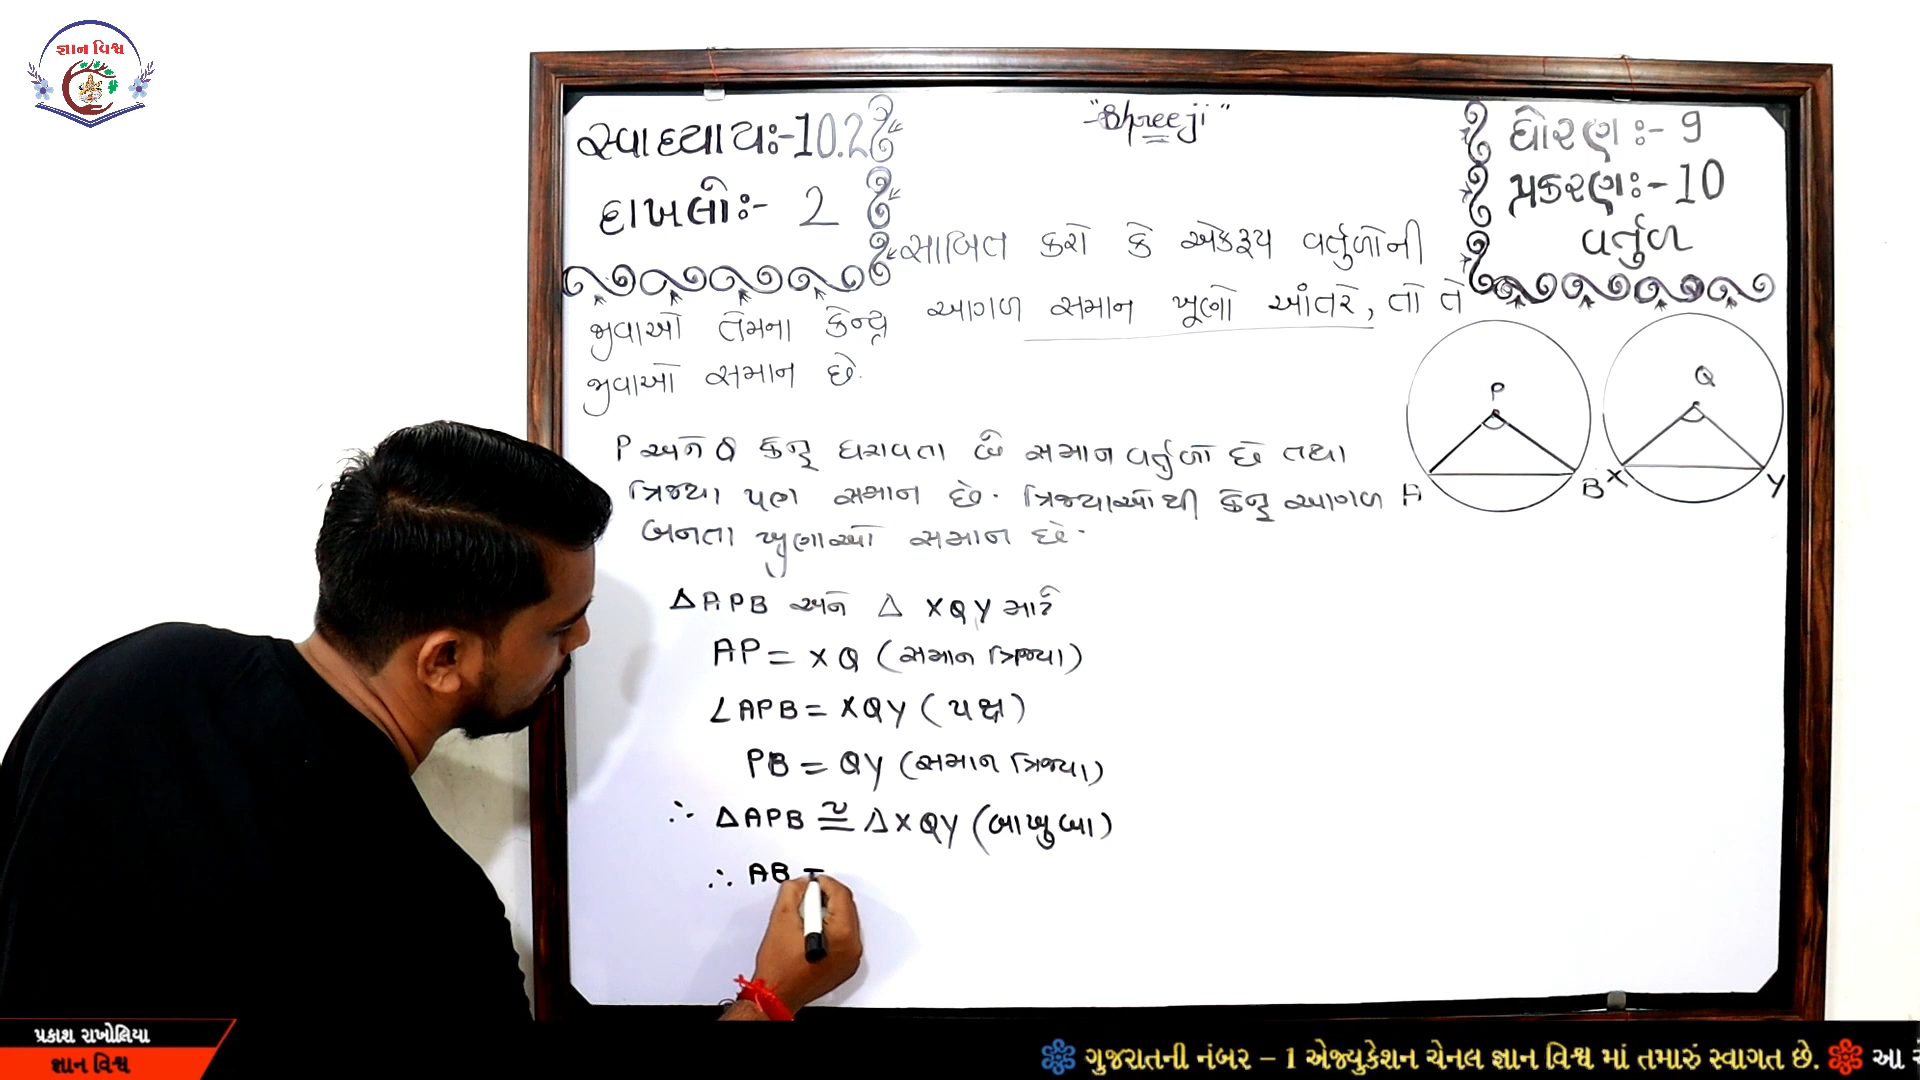 જ્ઞાન વિશ્વ
સ્વાધ્યાયઃ-10.2
દાખલોઃ- 2
"Shreeji"
ધોરણઃ- 9
પ્રકરણઃ-10
વર્તુળ
સાબિત કરો કે એકરૂપ વર્તુળોની
જીવાઓ તેમના કેન્દ્ર આગળ સમાન ખૂણો આંતરે, તો તે
જીવાઓ સમાન છે.
P અને Q કેન્દ્ર ધરાવતા બે સમાન વર્તુળો છે તથા
ત્રિજ્યા પણ સમાન છે. ત્રિજ્યાઓથી કેન્દ્ર આગળ
બનતા ખુણાઓ સમાન છે.
P
A
B
Q
X
Y
△APB અને △XQY માટે
AP = XQ (સમાન ત્રિજ્યા)
∠APB = XQY (પક્ષ)
PB = QY (સમાન ત્રિજ્યા)
∴ △APB ≅ △XQY (બાખુબા)
∴ AB =
પ્રકાશ રાખોલિયા
જ્ઞાન વિશ્વ
ગુજરાતની નંબર – 1 એજ્યુકેશન ચેનલ જ્ઞાન વિશ્વ માં તમારું સ્વાગત છે. આ